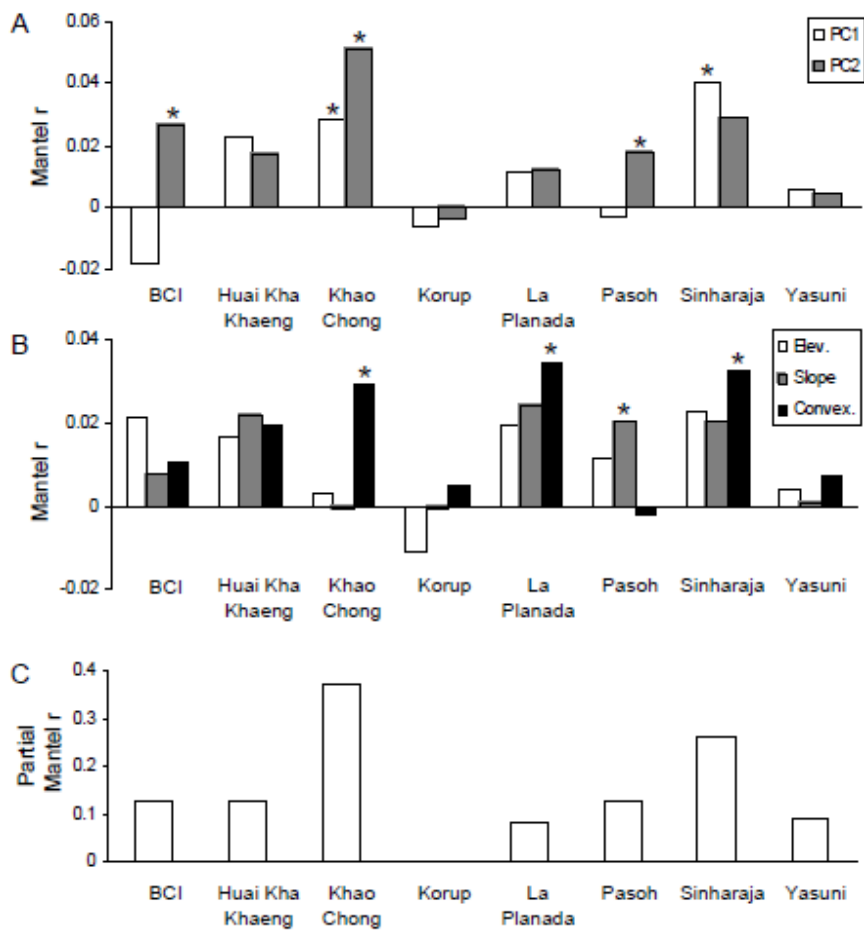 A
0.06
0.04
0.02
0
-0.02
Mantel r
PC1
PC2
*
*
*
*
*
BCI
Huai Kha Khaeng
Khao Chong
Korup
La Planada
Pasoh
Sinharaja
Yasuni
B
0.04
0.02
0
-0.02
Mantel r
Elev.
Slope
Convex.
*
*
*
*
BCI
Huai Kha Khaeng
Khao Chong
Korup
La Planada
Pasoh
Sinharaja
Yasuni
C
0.4
0.3
0.2
0.1
0
Partial
Mantel r
BCI
Huai Kha Khaeng
Khao Chong
Korup
La Planada
Pasoh
Sinharaja
Yasuni